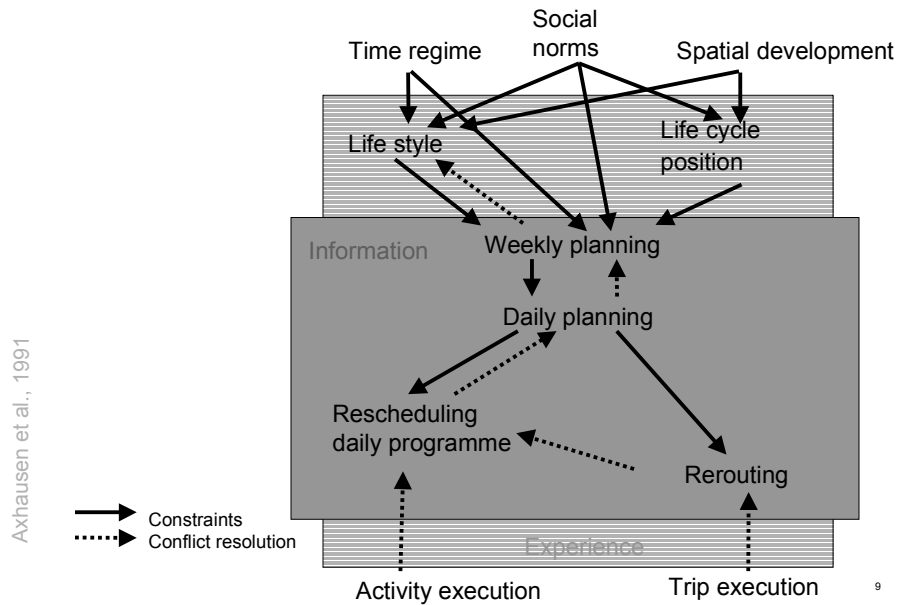 Social
norms
Time regime
Spatial development
Life style
Life cycle
position
Information
Weekly planning
Daily planning
Rescheduling
daily programme
Rerouting
Axhausen et al., 1991
Constraints
Conflict resolution
Experience
Activity execution
Trip execution
9